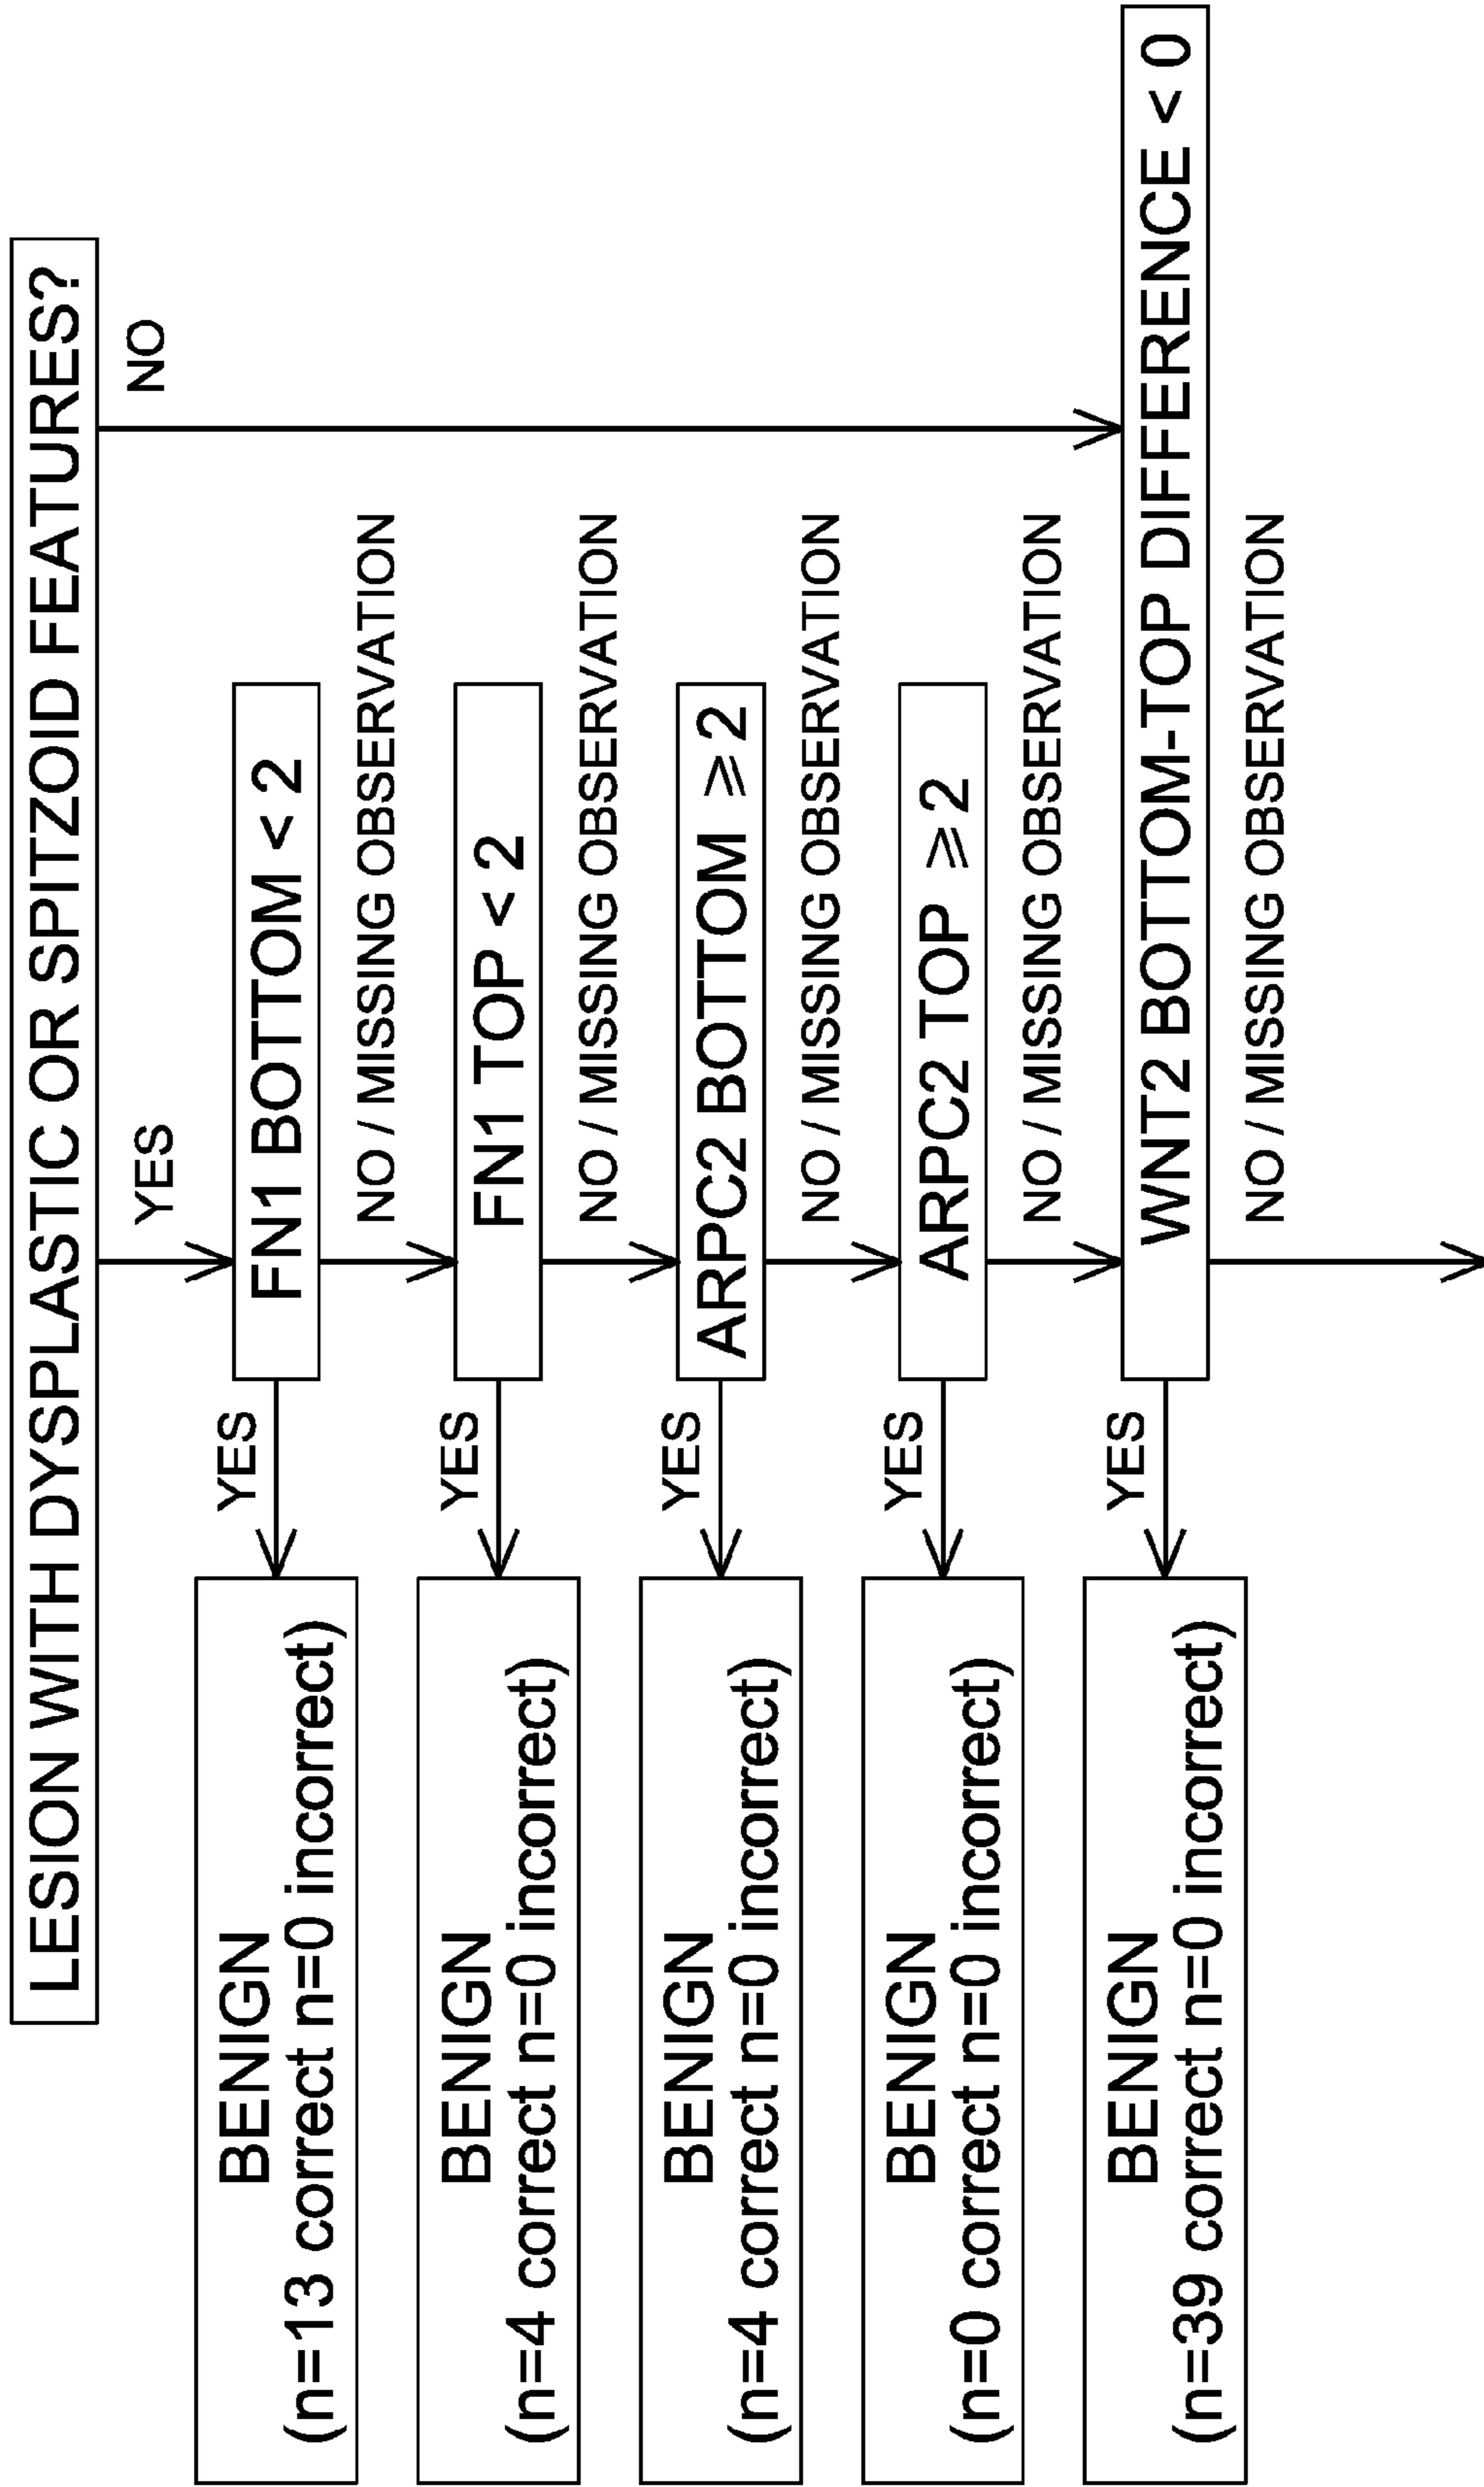 LESION WITH DYSPLASTIC OR SPITZOID FEATURES?
YES
NO
FN1 BOTTOM < 2
YES
BENIGN
(n=13 correct n=0 incorrect)
NO / MISSING OBSERVATION
FN1 TOP < 2
YES
BENIGN
(n=4 correct n=0 incorrect)
NO / MISSING OBSERVATION
ARPC2 BOTTOM ⩾ 2
YES
BENIGN
(n=4 correct n=0 incorrect)
NO / MISSING OBSERVATION
ARPC2 TOP ⩾ 2
YES
BENIGN
(n=0 correct n=0 incorrect)
NO / MISSING OBSERVATION
WNT2 BOTTOM-TOP DIFFERENCE < 0
YES
BENIGN
(n=39 correct n=0 incorrect)
NO / MISSING OBSERVATION